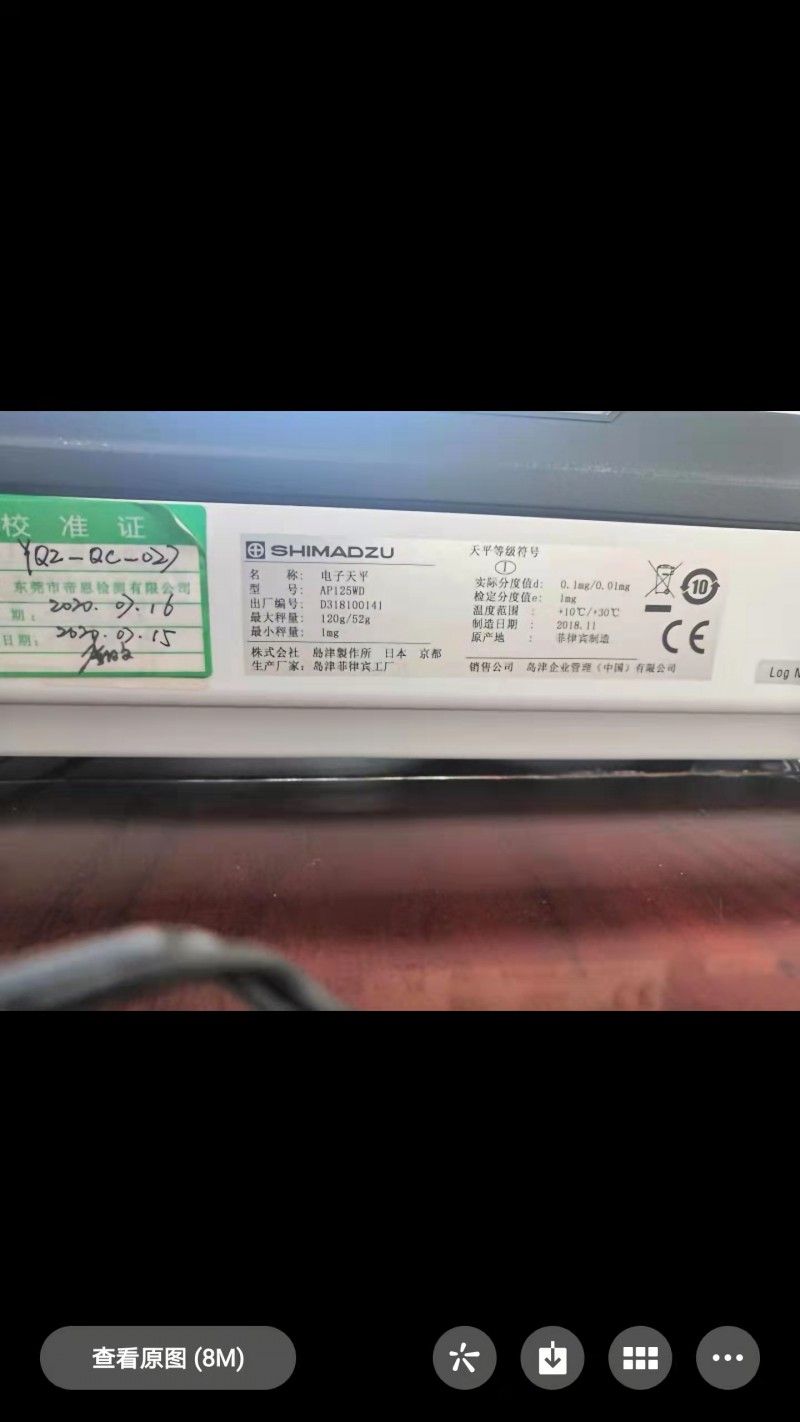 校准证
YQZ-QC-027
东莞市帝恩检测有限公司
期: 2020.07.16
日期: 2020.07.15
SHIMADZU
名 称: 电子天平
型 号: AP125WD
出厂编号: D318100141
最大秤量: 120g/52g
最小秤量: 1mg
株式会社 岛津製作所 日本 京都
生产厂家: 岛津菲律宾工厂
天平等级符号
I
实际分度值d: 0.1mg/0.01mg
检定分度值e: 1mg
温度范围 : +10℃/+30℃
制造日期 : 2018.11
原产地 : 菲律宾制造
销售公司 岛津企业管理(中国)有限公司
10
CE
Log
查看原图 (8M)